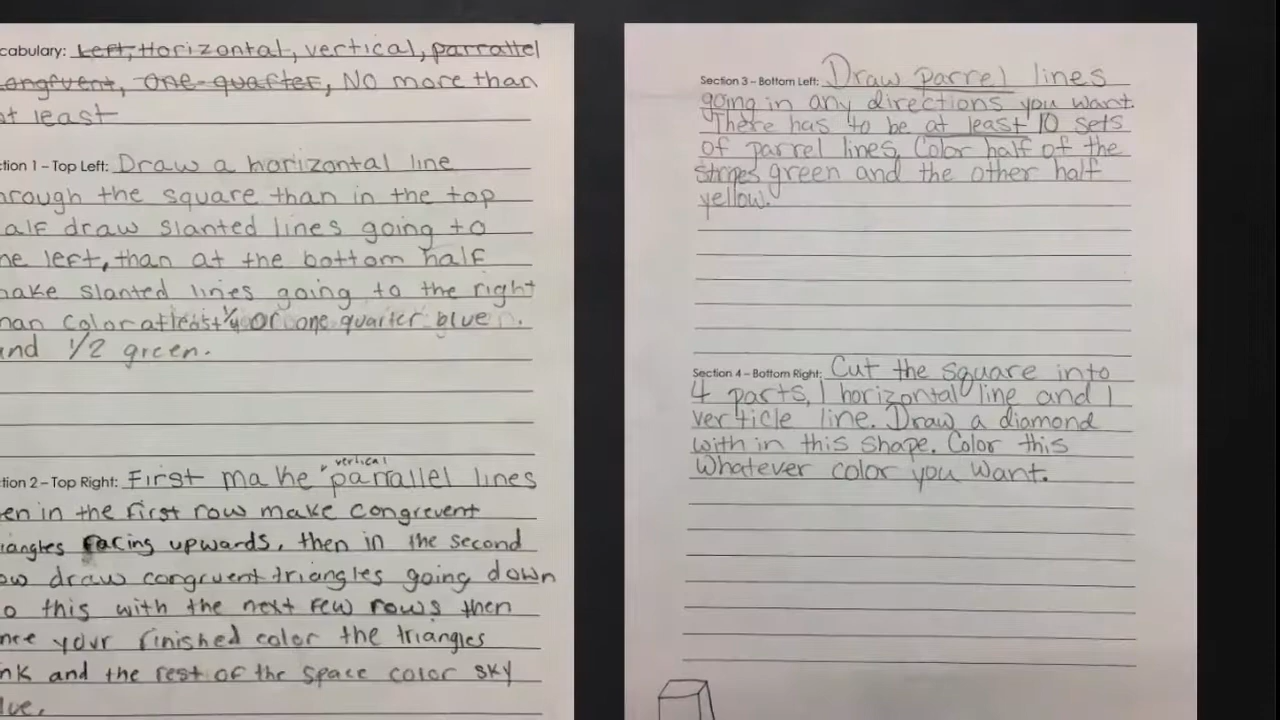 cabulary: Left, Horizontal, vertical, parrallel
ongruent, one-quarter, No more than
at least
tion 1 – Top Left: Draw a horizontal line
hrough the square than in the top
alf draw slanted lines going to
he left, than at the bottom half
make slanted lines going to the right
han color atleast 1/4 or one quarter blue.
and 1/2 green.
tion 2 – Top Right: First make vertical parrallel lines
en in the first row make congrevent
iangles facing upwards, then in the second
ow draw congruent triangles going down
o this with the next few rows then
nce your finished color the triangles
ink and the rest of the space color sky
lue.
Section 3 – Bottom Left: Draw parrel lines
going in any directions you want.
There has to be at least 10 sets
of parrel lines. Color half of the
stripes green and the other half
yellow.
Section 4 – Bottom Right: Cut the square into
4 parts, 1 horizontal line and 1
verticle line. Draw a diamond
with in this shape. Color this
whatever color you want.